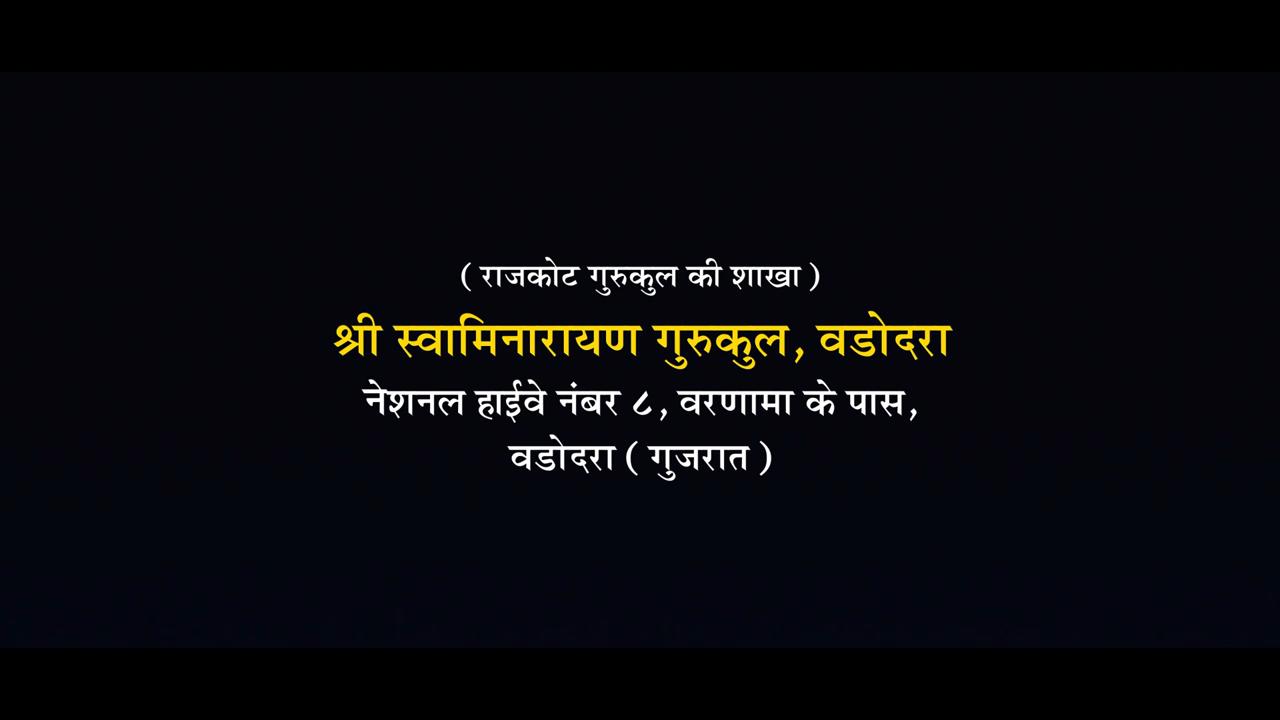 ( राजकोट गुरुकुल की शाखा )
श्री स्वामिनारायण गुरुकुल, वडोदरा
नेशनल हाईवे नंबर ८, वरणामा के पास,
वडोदरा ( गुजरात )